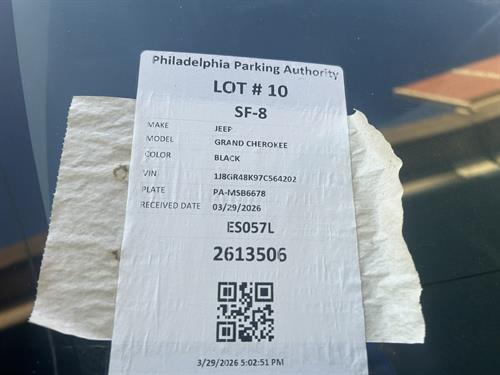 Philadelphia Parking Authority
LOT # 10
SF-8
MAKE JEEP
MODEL GRAND CHEROKEE
COLOR BLACK
VIN 1J8GR48K97C564202
PLATE PA-MSB6678
RECEIVED DATE 03/29/2026
ES057L
2613506
3/29/2026 5:02:51 PM